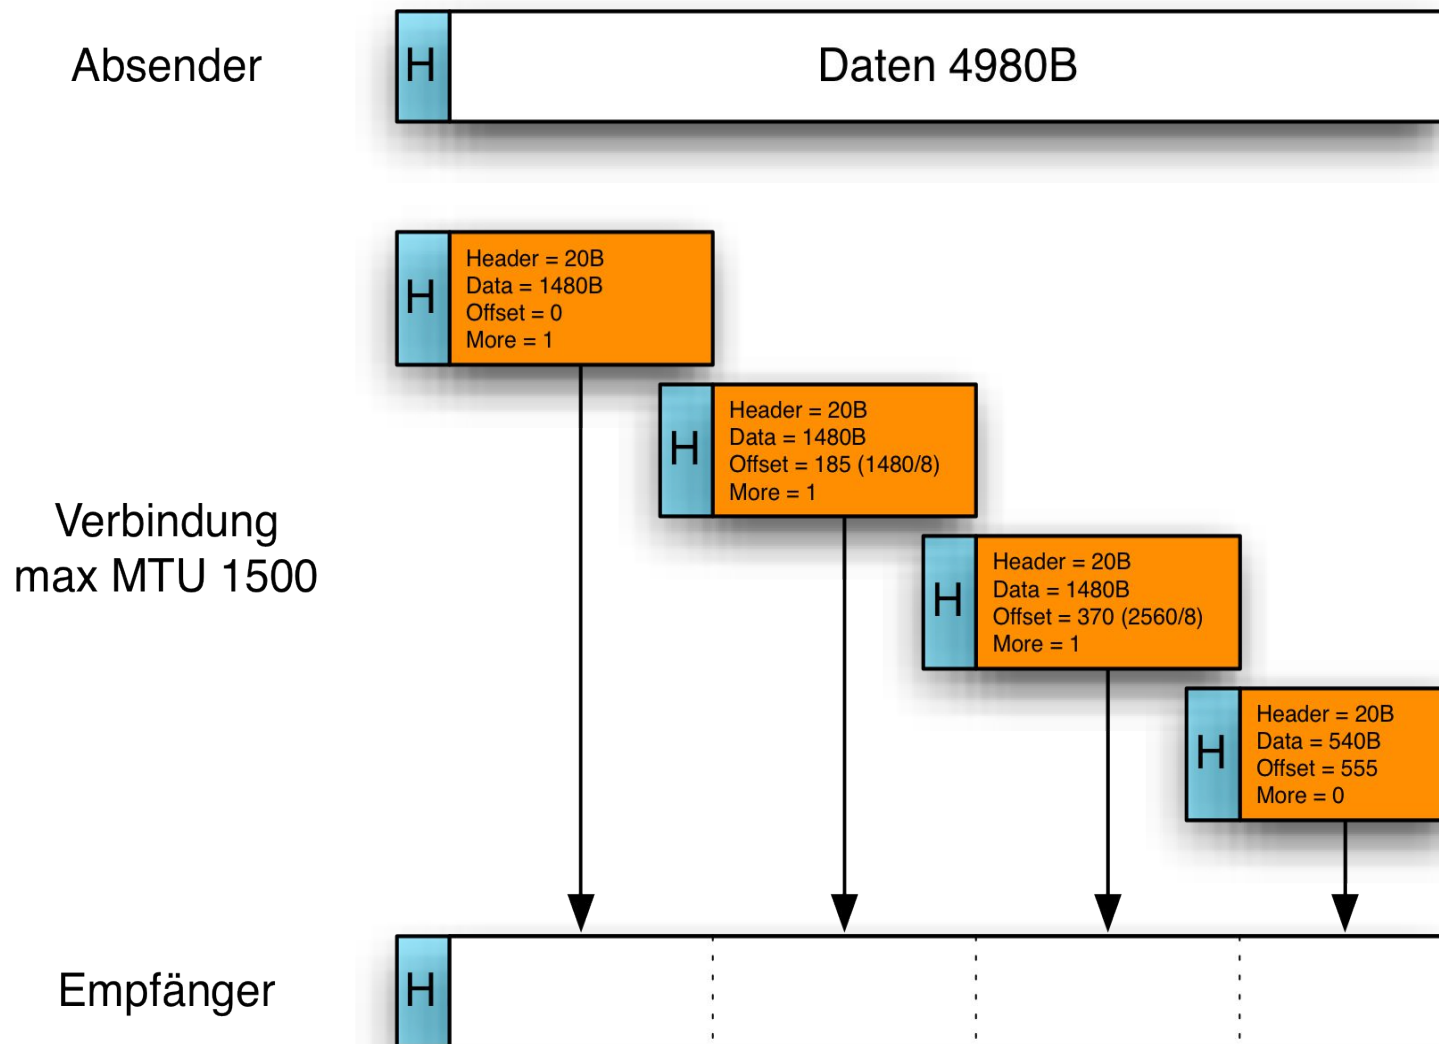 Absender
H
Daten 4980B
H
Header = 20B
Data = 1480B
Offset = 0
More = 1
H
Header = 20B
Data = 1480B
Offset = 185 (1480/8)
More = 1
Verbindung
max MTU 1500
H
Header = 20B
Data = 1480B
Offset = 370 (2560/8)
More = 1
H
Header = 20B
Data = 540B
Offset = 555
More = 0
Empfänger
H